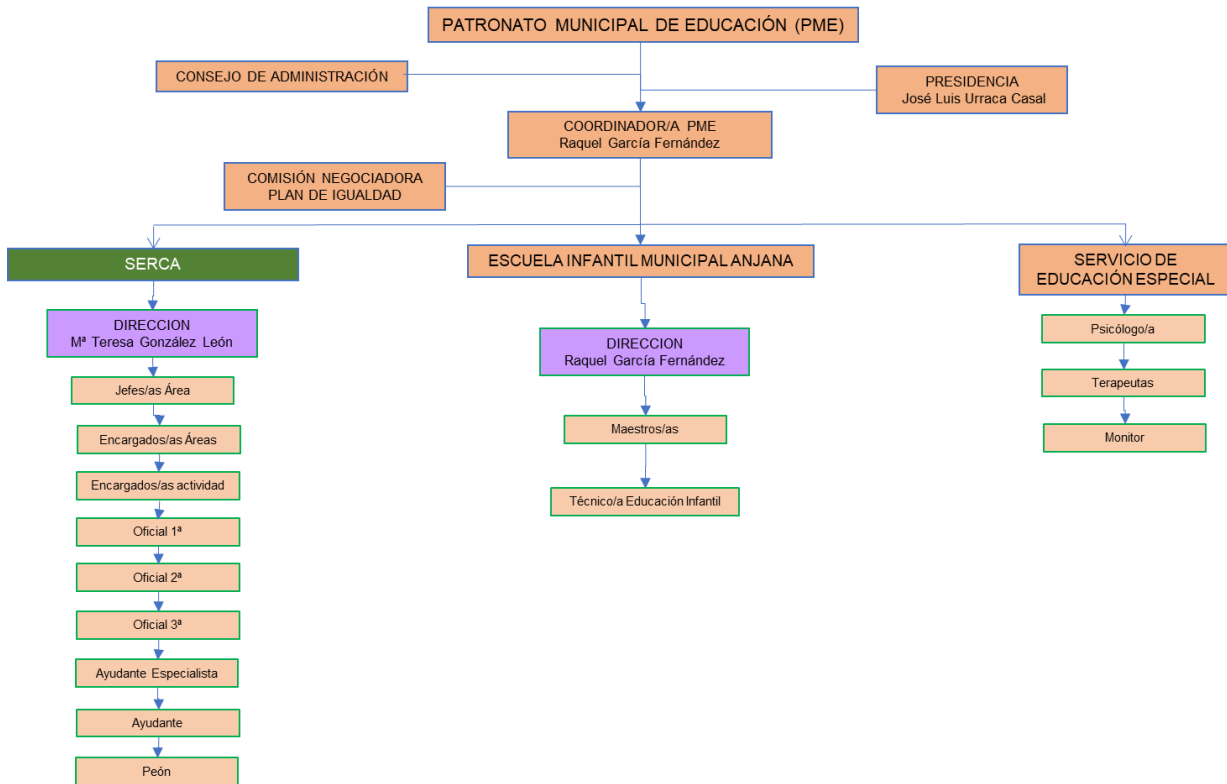 PATRONATO MUNICIPAL DE EDUCACIÓN (PME)
CONSEJO DE ADMINISTRACIÓN
PRESIDENCIA
José Luis Urraca Casal
COORDINADOR/A PME
Raquel García Fernández
COMISIÓN NEGOCIADORA
PLAN DE IGUALDAD
SERCA
DIRECCION
Mª Teresa González León
Jefes/as Área
Encargados/as Áreas
Encargados/as actividad
Oficial 1ª
Oficial 2ª
Oficial 3ª
Ayudante Especialista
Ayudante
Peón
ESCUELA INFANTIL MUNICIPAL ANJANA
DIRECCION
Raquel García Fernández
Maestros/as
Técnico/a Educación Infantil
SERVICIO DE
EDUCACIÓN ESPECIAL
Psicólogo/a
Terapeutas
Monitor